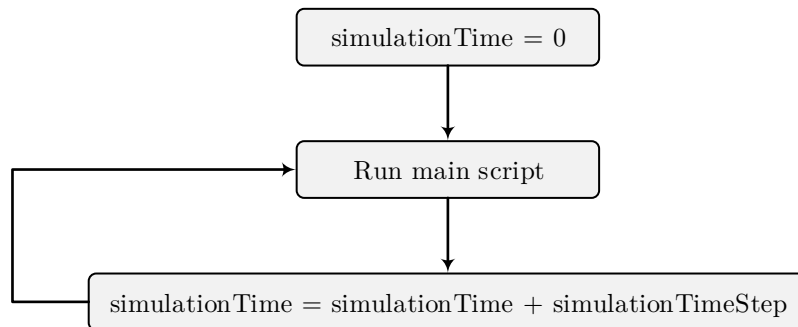 simulationTime = 0
Run main script
simulationTime = simulationTime + simulationTimeStep